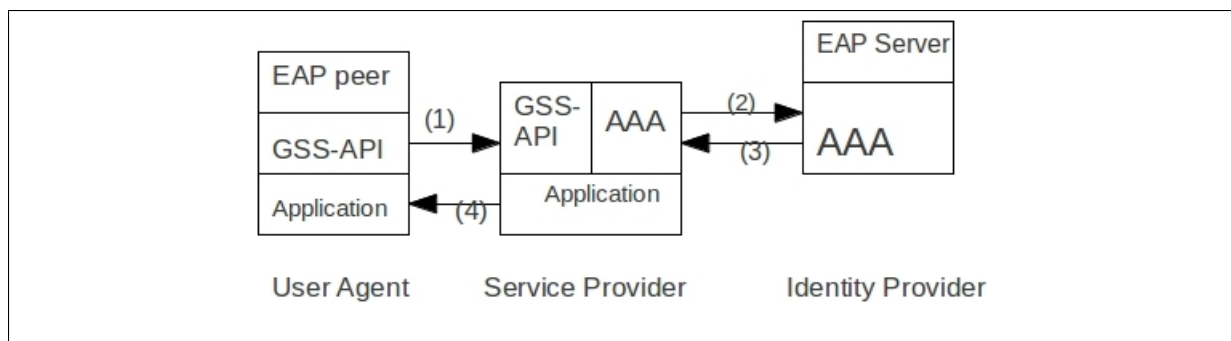 EAP peer
GSS-API
Application
(1)
(4)
GSS-
API
AAA
Application
(2)
(3)
EAP Server
AAA
User Agent
Service Provider
Identity Provider